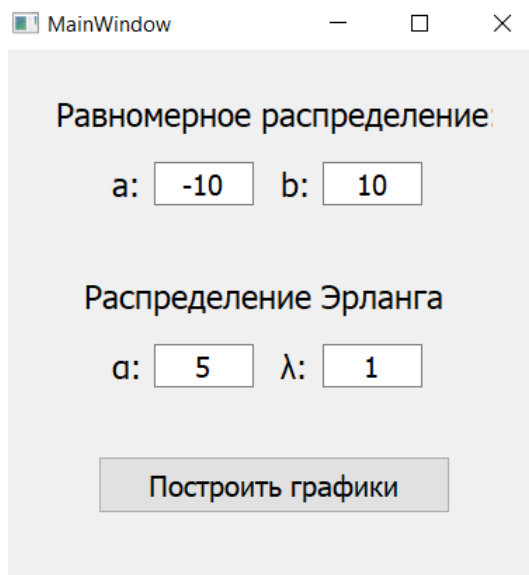 MainWindow
Равномерное распределение:
a: -10 b: 10
Распределение Эрланга
α: 5 λ: 1
Построить графики